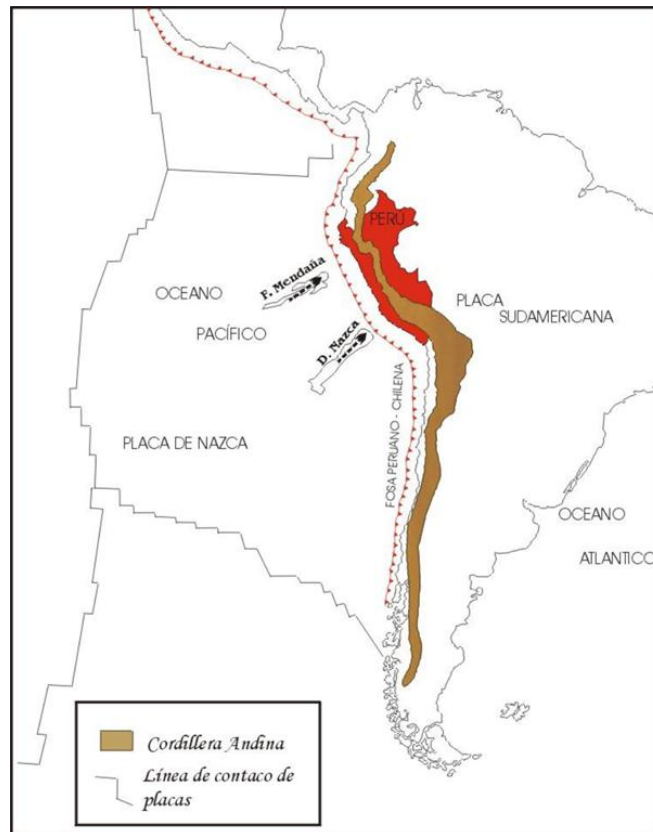 PERÚ
F. Mendaña
OCEANO
PACÍFICO
PLACA
SUDAMERICANA
D. Nazca
FOSA PERUANO - CHILENA
PLACA DE NAZCA
OCEANO
ATLANTICO
Cordillera Andina
Línea de contaco de
placas